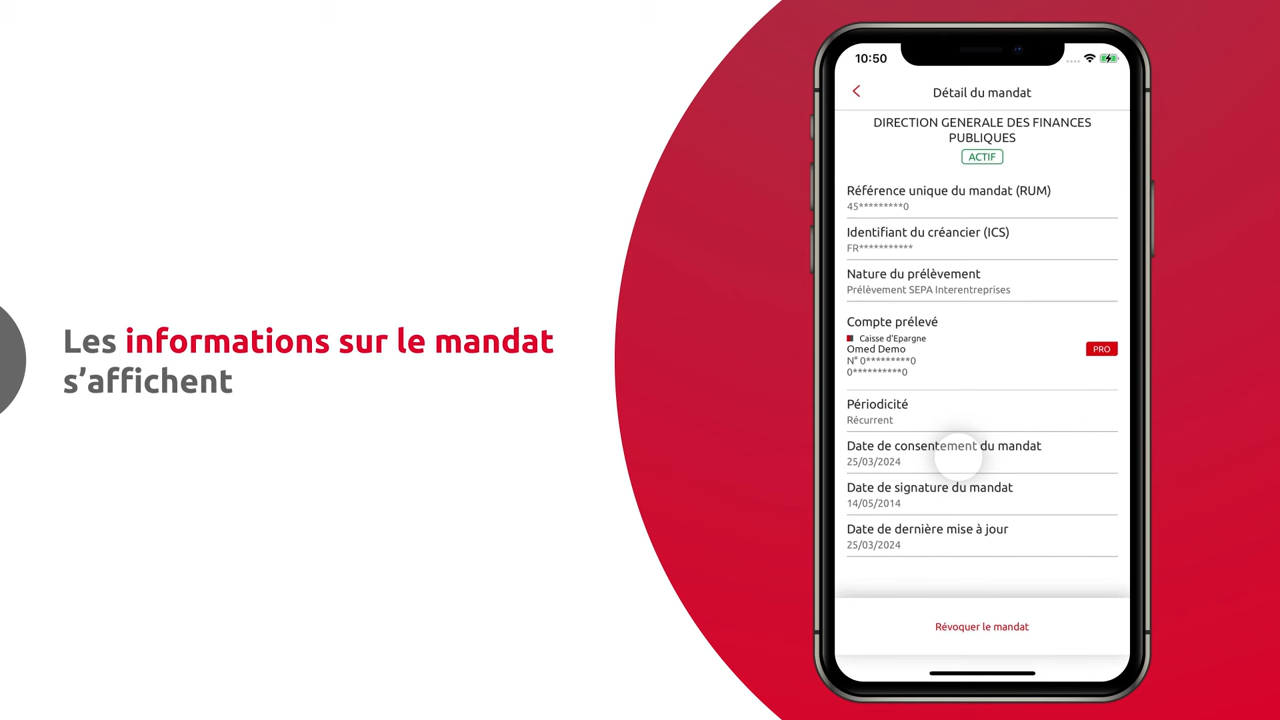 Les informations sur le mandat
s'affichent
10:50
Détail du mandat
DIRECTION GENERALE DES FINANCES
PUBLIQUES
ACTIF
Référence unique du mandat (RUM)
45*********0
Identifiant du créancier (ICS)
FR***********
Nature du prélèvement
Prélèvement SEPA Interentreprises
Compte prélevé
Caisse d'Epargne
Omed Demo
PRO
N° 0*********0
0**********0
Périodicité
Récurrent
Date de consentement du mandat
25/03/2024
Date de signature du mandat
14/05/2014
Date de dernière mise à jour
25/03/2024
Révoquer le mandat